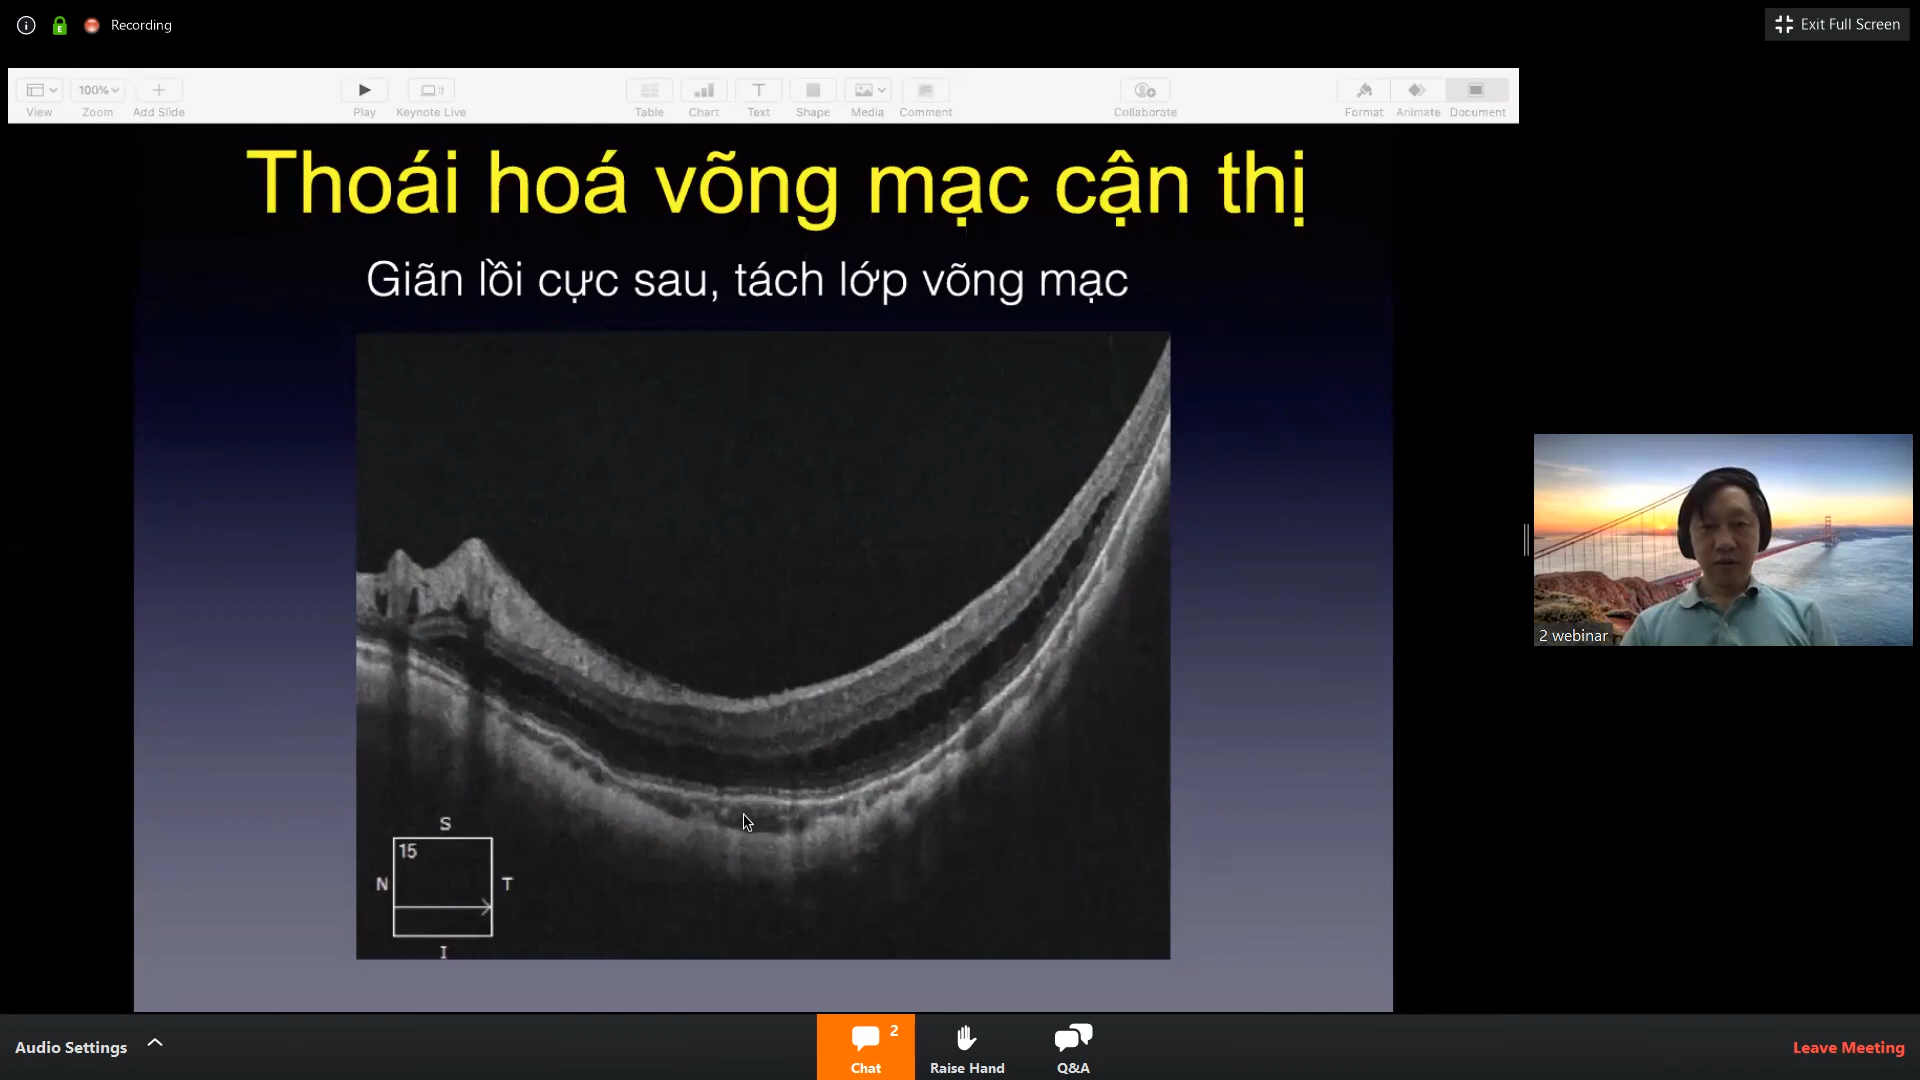 Recording
Exit Full Screen
100%
View
Zoom
Add Slide
Play
Keynote Live
Table
Chart
Text
Shape
Media
Comment
Collaborate
Format
Animate
Document
Thoái hoá võng mạc cận thị
Giãn lồi cực sau, tách lớp võng mạc
S
15
N
T
I
2 webinar
Audio Settings
2
Chat
Raise Hand
Q&A
Leave Meeting